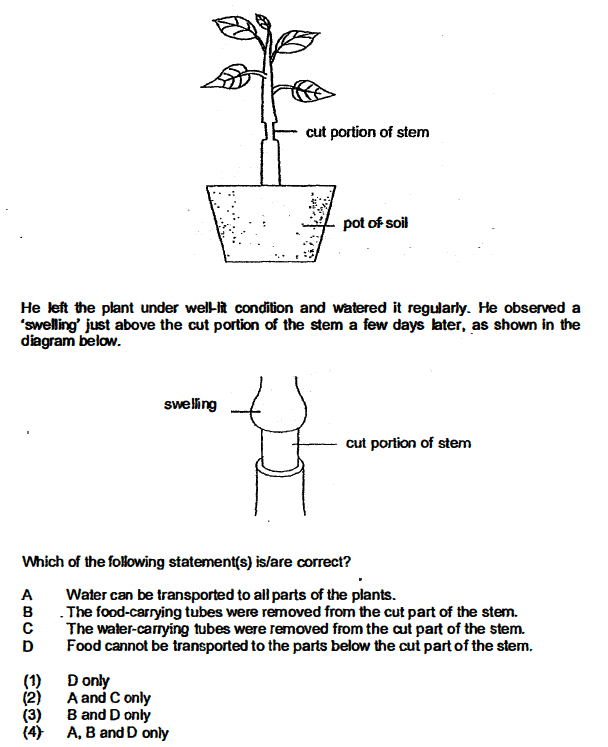 cut portion of stem
pot of soil
He left the plant under well-lit condition and watered it regularly. He observed a
'swelling' just above the cut portion of the stem a few days later, as shown in the
diagram below.
swelling
cut portion of stem
Which of the following statement(s) is/are correct?
A Water can be transported to all parts of the plants.
B The food-carrying tubes were removed from the cut part of the stem.
C The water-carrying tubes were removed from the cut part of the stem.
D Food cannot be transported to the parts below the cut part of the stem.
(1) D only
(2) A and C only
(3) B and D only
(4) A, B and D only